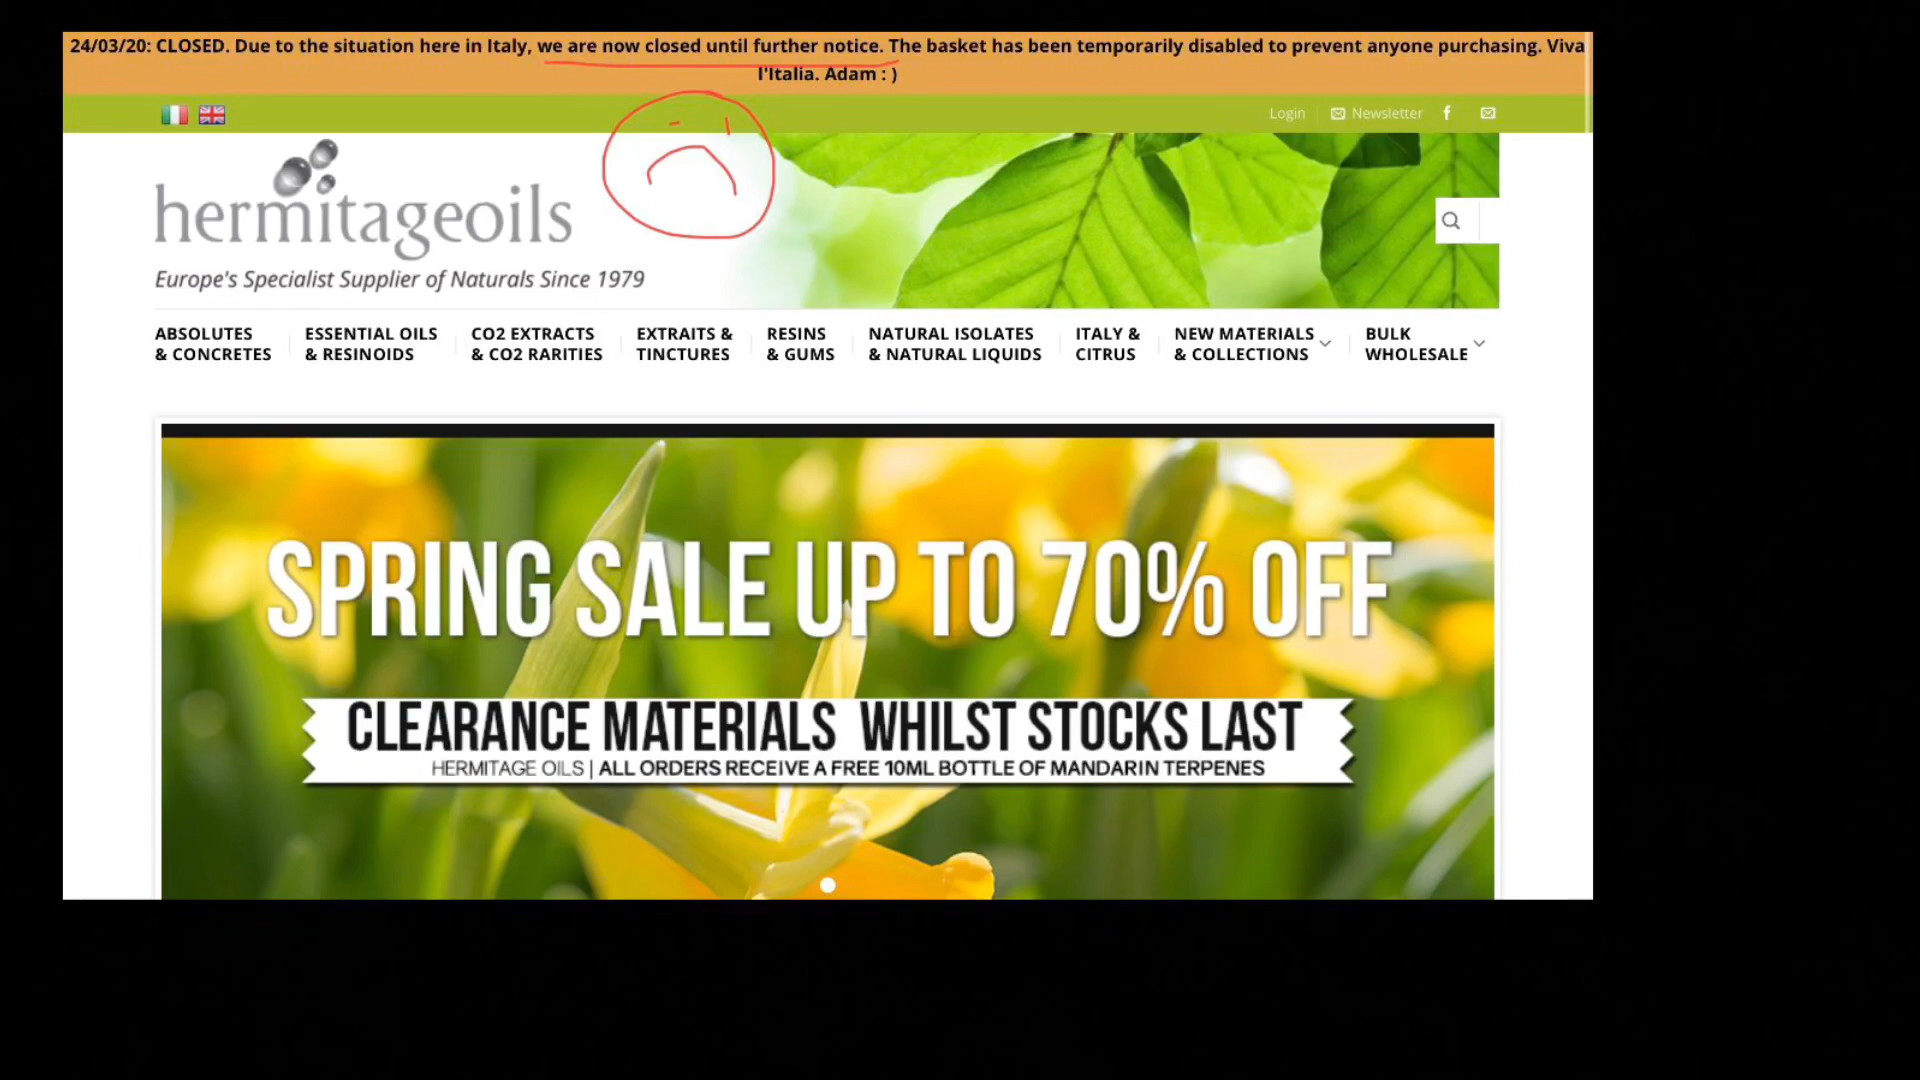 24/03/20: CLOSED. Due to the situation here in Italy, we are now closed until further notice. The basket has been temporarily disabled to prevent anyone purchasing. Viva
l'Italia. Adam : )
Login
Newsletter
f
hermitageoils
Europe's Specialist Supplier of Naturals Since 1979
ABSOLUTES
& CONCRETES
ESSENTIAL OILS
& RESINOIDS
CO2 EXTRACTS
& CO2 RARITIES
EXTRAITS &
TINCTURES
RESINS
& GUMS
NATURAL ISOLATES
& NATURAL LIQUIDS
ITALY &
CITRUS
NEW MATERIALS
& COLLECTIONS
BULK
WHOLESALE
SPRING SALE UP TO 70% OFF
CLEARANCE MATERIALS WHILST STOCKS LAST
HERMITAGE OILS | ALL ORDERS RECEIVE A FREE 10ML BOTTLE OF MANDARIN TERPENES